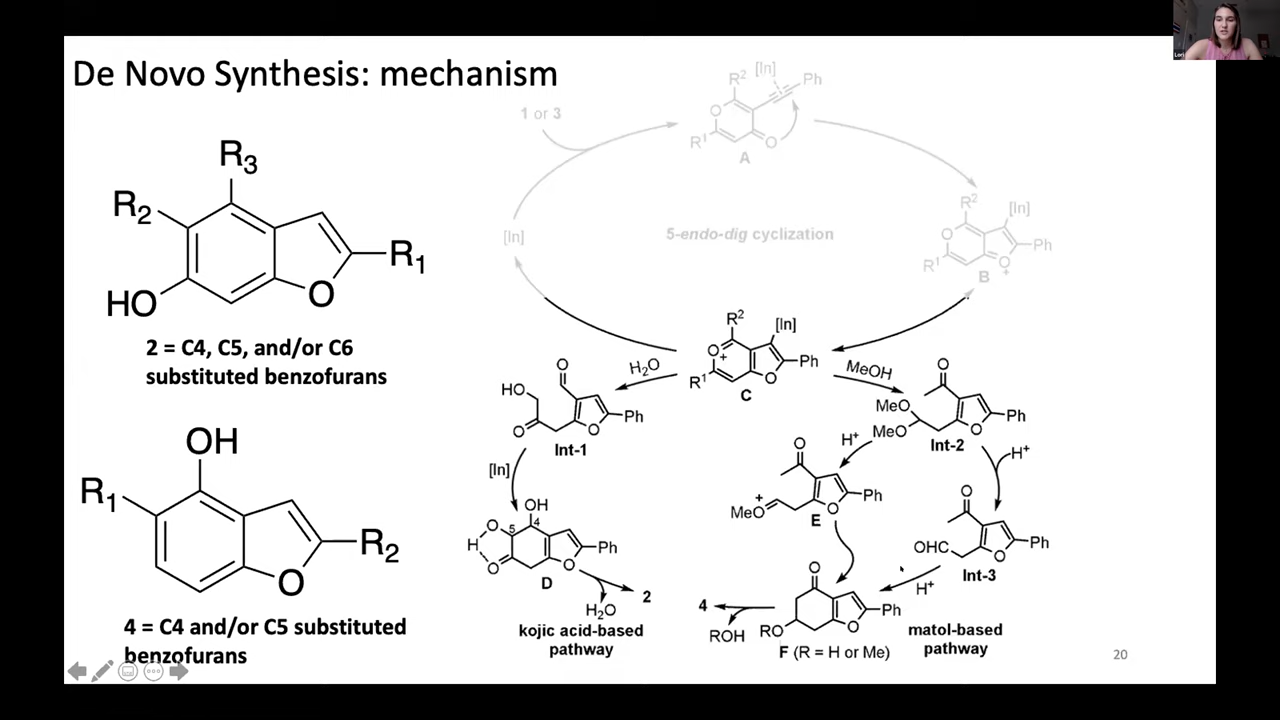 De Novo Synthesis: mechanism
R3
R2
R1
HO
O
2 = C4, C5, and/or C6
substituted benzofurans
OH
R1
R2
O
4 = C4 and/or C5 substituted
benzofurans
1 or 3
R2
[In]
Ph
O
R1
O
A
[In]
5-endo-dig cyclization
R2
[In]
O
Ph
R1
O
+
B
R2
[In]
O
+
Ph
R1
O
C
H2O
MeOH
O
HO
O
O
Ph
Int-1
O
MeO
MeO
O
Ph
Int-2
[In]
H+
H+
OH
O
5
4
H
O
O
Ph
D
O
+
MeO
O
Ph
E
O
OHC
O
Ph
Int-3
H2O
2
H+
kojic acid-based
pathway
4
ROH
O
RO
O
Ph
F (R = H or Me)
matol-based
pathway
20